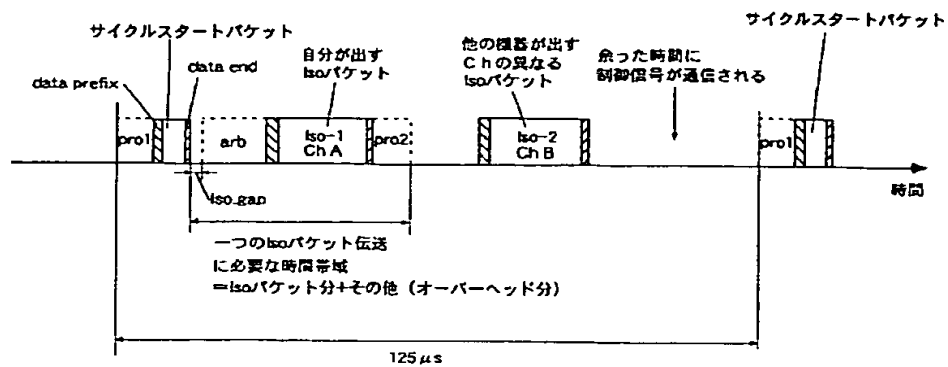 サイクルスタートパケット
自分が出す
Isoパケット
他の機器が出す
Chの異なる
Isoパケット
余った時間に
制御信号が通信される
サイクルスタートパケット
data prefix
data end
pro1
arb
Iso-1
Ch A
pro2
Iso-2
Ch B
pro1
時間
Iso gap
一つのIsoパケット伝送
に必要な時間帯域
=Isoパケット分+その他(オーバーヘッド分)
125μs